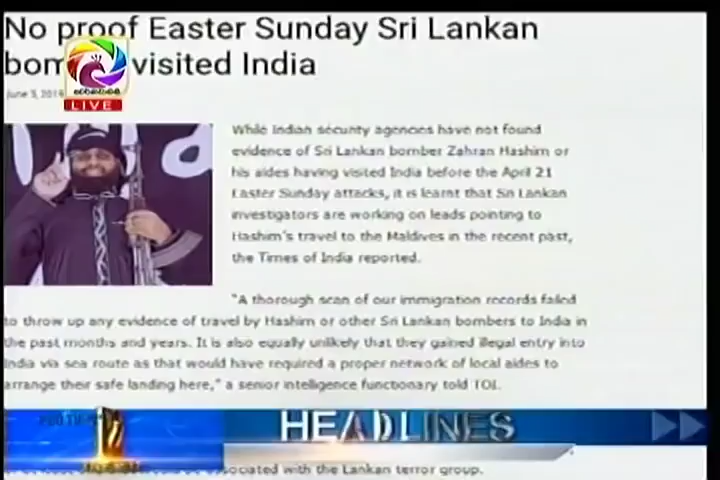 No proof Easter Sunday Sri Lankan
visited India
June 3,
LIVE
While Indian security agencies have not found
evidence of Sri Lankan bomber Zahran Hashim or
his aides having visited India before the April 21
Easter Sunday attacks, it is learnt that Sri Lankan
investigators are working on leads pointing to
Hashim's travel to the Maldives in the recent past,
the Times of India reported.
"A thorough scan of our immigration records failed
to throw up any evidence of travel by Hashim or other Sri Lankan bombers to India in
the past months and years. It is also equally unlikely that they gained illegal entry into
India via sea route as that would have required a proper network of local aides to
arrange their safe landing here," a senior intelligence functionary told TOI.
HEADLINES
associated with the Lankan terror group.